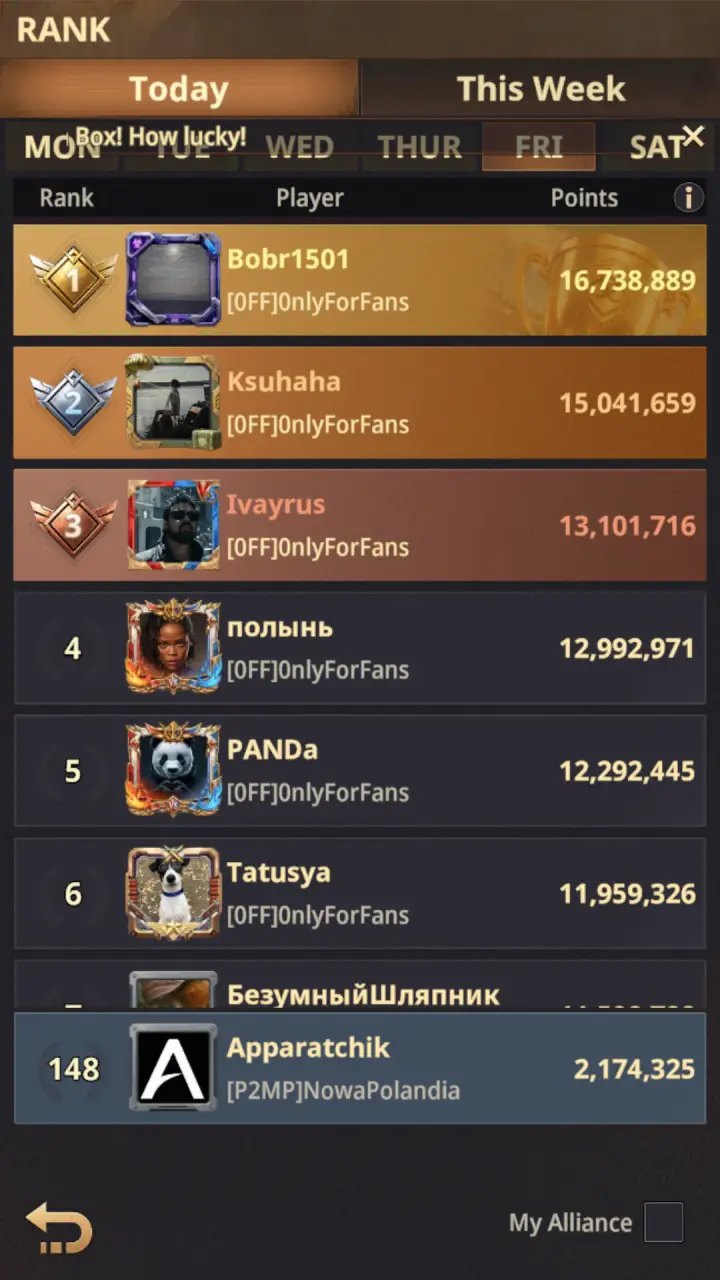 RANK
Today
This Week
Box! How lucky!
MON
TUE
WED
THUR
FRI
SAT
Rank
Player
Points
1
Bobr1501
[0FF]0nlyForFans
16,738,889
2
Ksuhaha
[0FF]0nlyForFans
15,041,659
3
Ivayrus
[0FF]0nlyForFans
13,101,716
4
полынь
[0FF]0nlyForFans
12,992,971
5
PANDa
[0FF]0nlyForFans
12,292,445
6
Tatusya
[0FF]0nlyForFans
11,959,326
БезумныйШляпник
148
Apparatchik
[P2MP]NowaPolandia
2,174,325
My Alliance